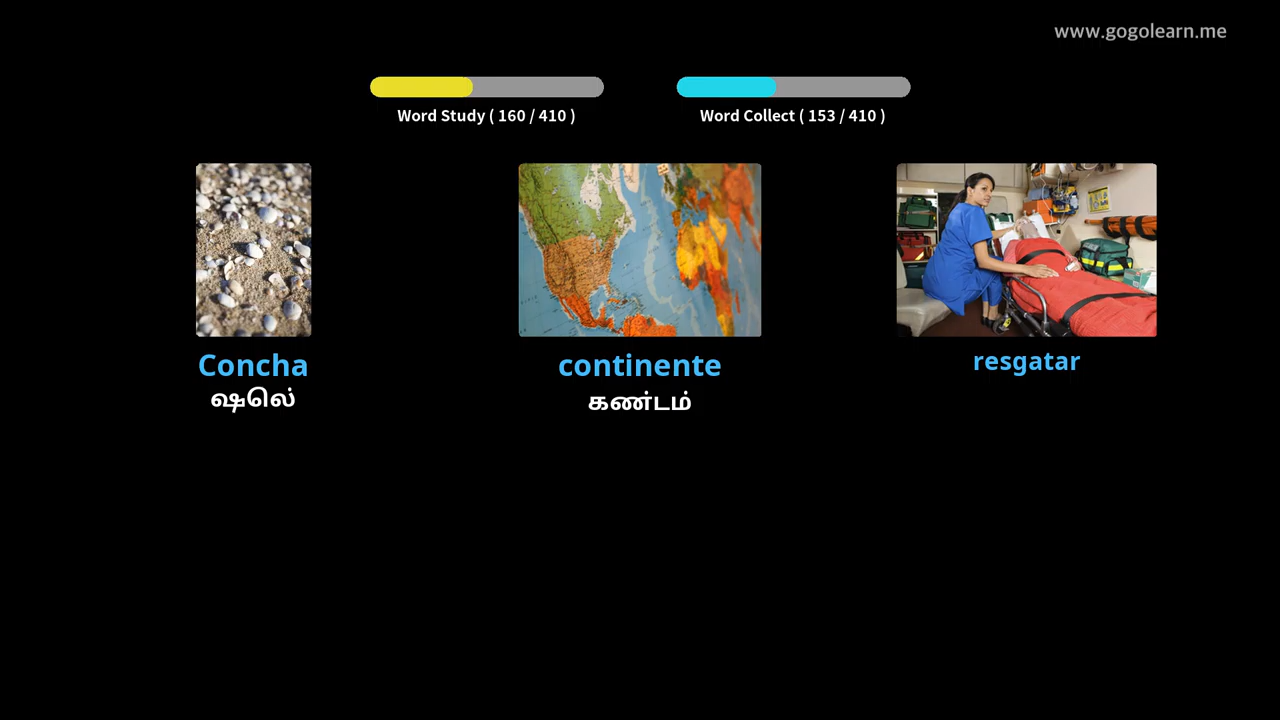 www.gogolearn.me
Word Study ( 160 / 410 )
Word Collect ( 153 / 410 )
Concha
ஷெல்
continente
கண்டம்
resgatar